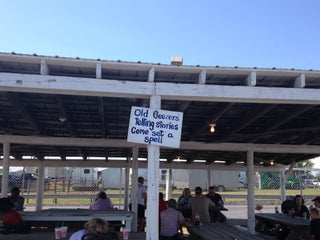 Old Geezers
Telling stories
Come set a
spell